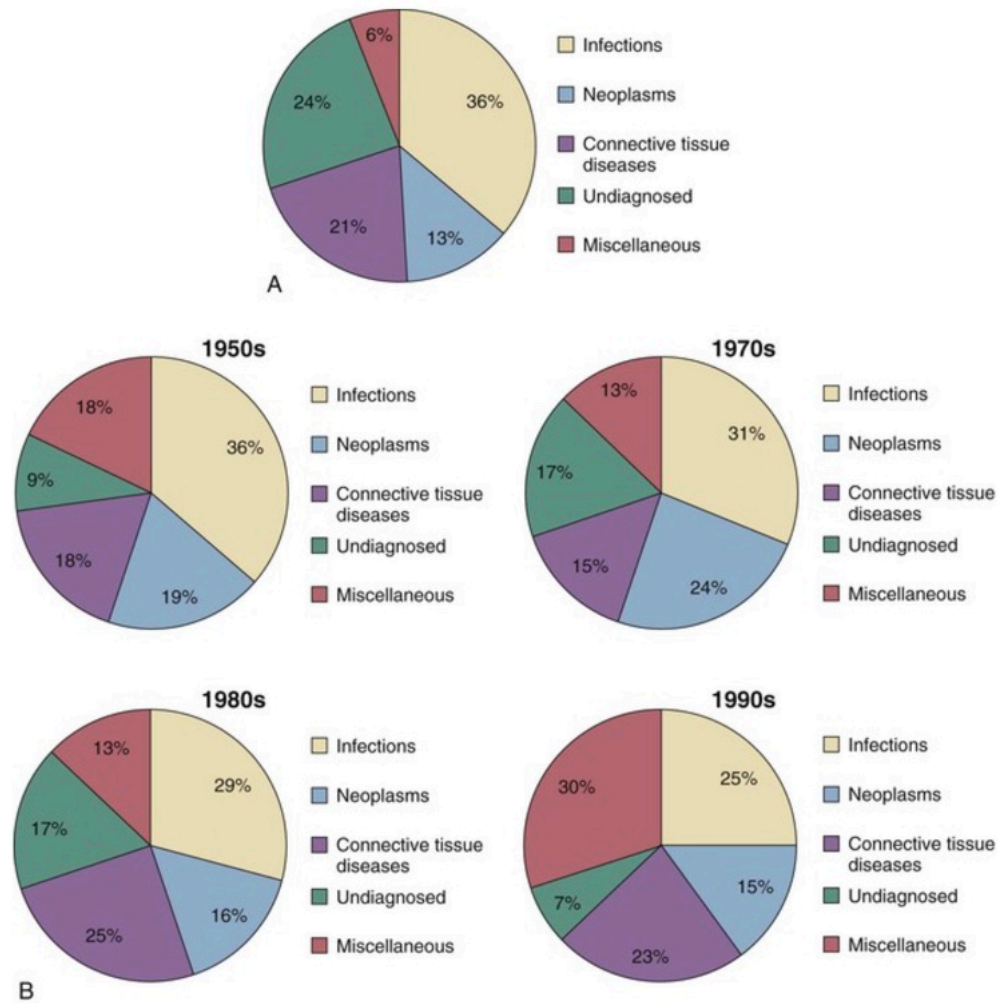 6%
36%
24%
21%
13%
Infections
Neoplasms
Connective tissue
diseases
Undiagnosed
Miscellaneous
A
1950s
18%
36%
9%
18%
19%
Infections
Neoplasms
Connective tissue
diseases
Undiagnosed
Miscellaneous
1970s
13%
31%
17%
15%
24%
Infections
Neoplasms
Connective tissue
diseases
Undiagnosed
Miscellaneous
1980s
13%
29%
17%
16%
25%
Infections
Neoplasms
Connective tissue
diseases
Undiagnosed
Miscellaneous
1990s
30%
25%
7%
15%
23%
Infections
Neoplasms
Connective tissue
diseases
Undiagnosed
Miscellaneous
B